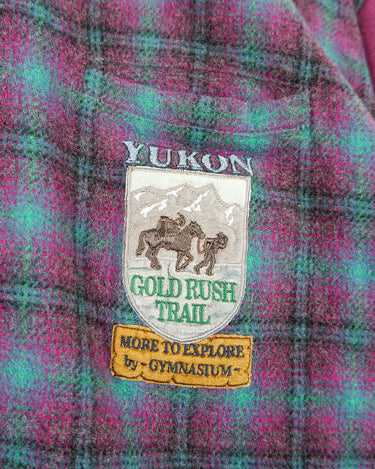 YUKON
GOLD RUSH
TRAIL
MORE TO EXPLORE
by ~ GYMNASIUM ~